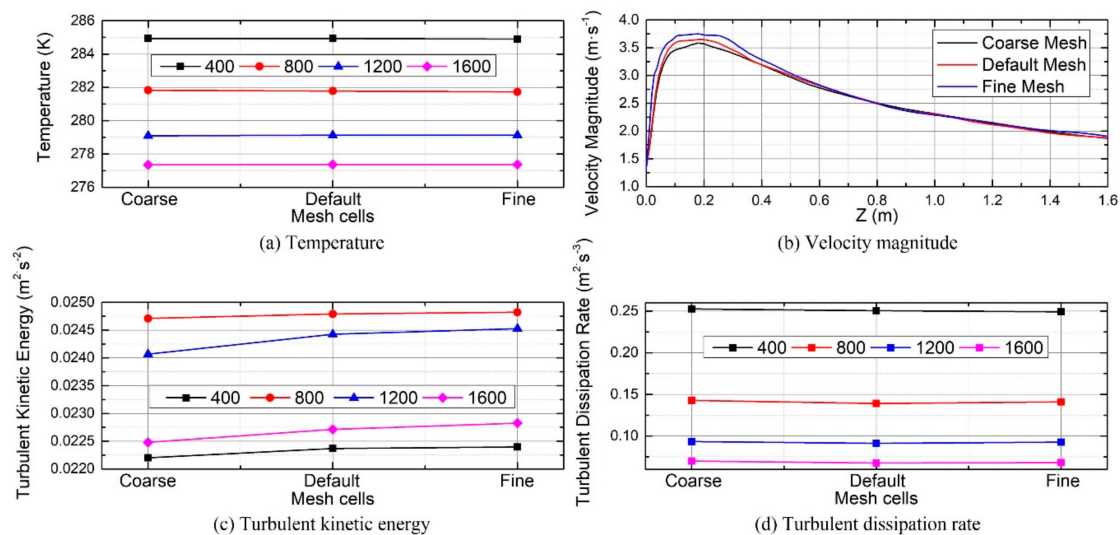 Temperature (K)
286
284
282
280
279
278
276
400 800 1200 1600
Coarse Default Fine
Mesh cells
(a) Temperature
Velocity Magnitude (m·s⁻¹)
4.0
3.5
3.0
2.5
2.0
1.5
1.0
Coarse Mesh
Default Mesh
Fine Mesh
0.0 0.2 0.4 0.6 0.8 1.0 1.2 1.4 1.6
Z (m)
(b) Velocity magnitude
Turbulent Kinetic Energy (m²·s⁻²)
0.0250
0.0245
0.0240
0.0235
0.0230
0.0225
0.0220
400 800 1200 1600
Coarse Default Fine
Mesh cells
(c) Turbulent kinetic energy
Turbulent Dissipation Rate (m²·s⁻³)
0.25
0.20
0.15
0.10
400 800 1200 1600
Coarse Default Fine
Mesh cells
(d) Turbulent dissipation rate